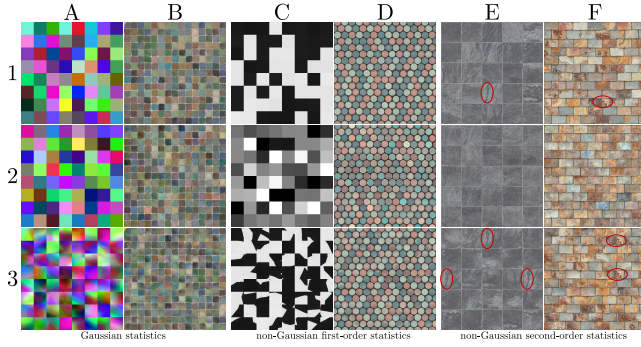 A B C D E F
1
2
3
Gaussian statistics non-Gaussian first-order statistics non-Gaussian second-order statistics